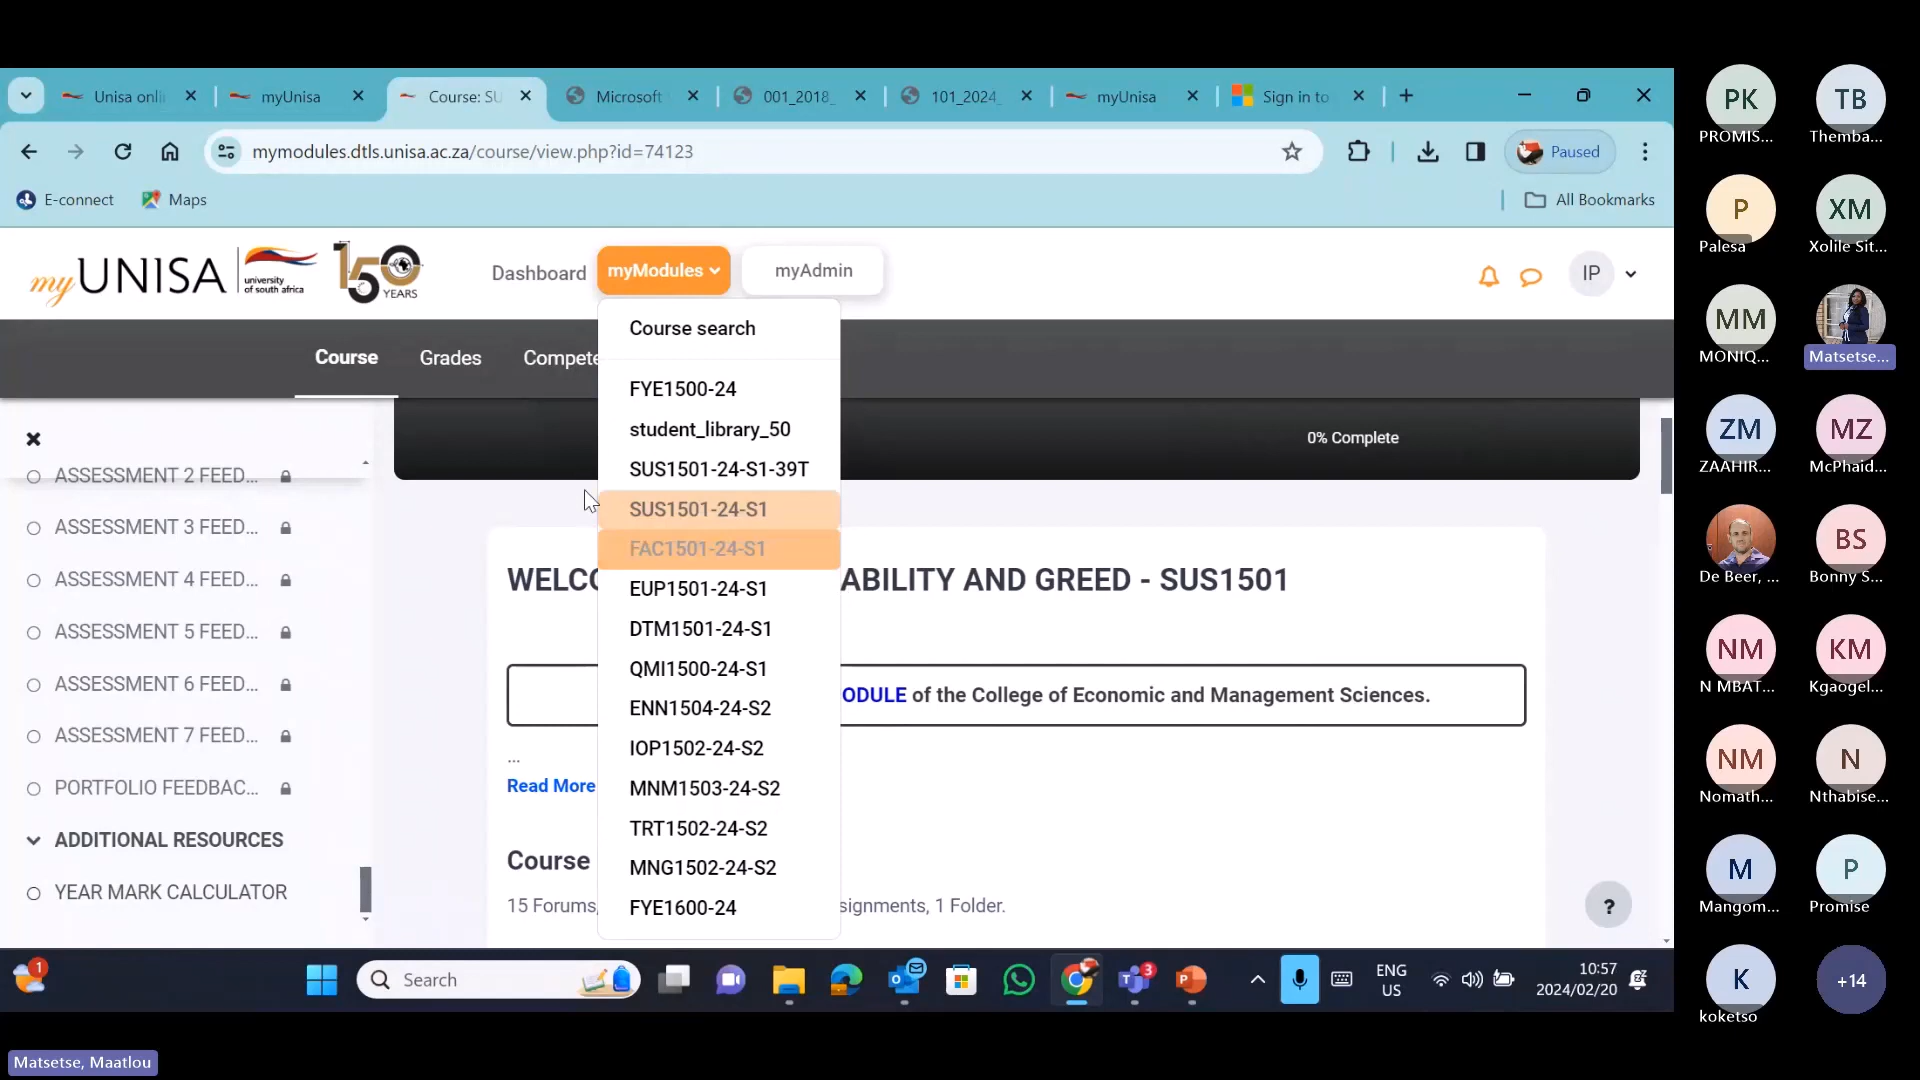 Unisa onli
myUnisa
Course: SU
Microsoft
001_2018_
101_2024_
myUnisa
Sign in to
mymodules.dtls.unisa.ac.za/course/view.php?id=74123
Paused
E-connect
Maps
All Bookmarks
myUNISA
university
of south africa
150
YEARS
Dashboard
myModules
myAdmin
IP
Course
Grades
Compete
Course search
FYE1500-24
student_library_50
SUS1501-24-S1-39T
SUS1501-24-S1
FAC1501-24-S1
EUP1501-24-S1
DTM1501-24-S1
QMI1500-24-S1
ENN1504-24-S2
IOP1502-24-S2
MNM1503-24-S2
TRT1502-24-S2
MNG1502-24-S2
FYE1600-24
ASSESSMENT 2 FEED...
ASSESSMENT 3 FEED...
ASSESSMENT 4 FEED...
ASSESSMENT 5 FEED...
ASSESSMENT 6 FEED...
ASSESSMENT 7 FEED...
PORTFOLIO FEEDBAC...
ADDITIONAL RESOURCES
YEAR MARK CALCULATOR
0% Complete
WELCO ABILITY AND GREED - SUS1501
ODULE of the College of Economic and Management Sciences.
...
Read More
Course
15 Forums, signments, 1 Folder.
?
1
Search
3
ENG
US
10:57
2024/02/20
Matsetse, Maatlou
PK
PROMIS...
TB
Themba...
P
Palesa
XM
Xolile Sit...
MM
MONIQ...
Matsetse...
ZM
ZAAHIR...
MZ
McPhaid...
De Beer, ...
BS
Bonny S...
NM
N MBAT...
KM
Kgaogel...
NM
Nomath...
N
Nthabise...
M
Mangom...
P
Promise
K
koketso
+14